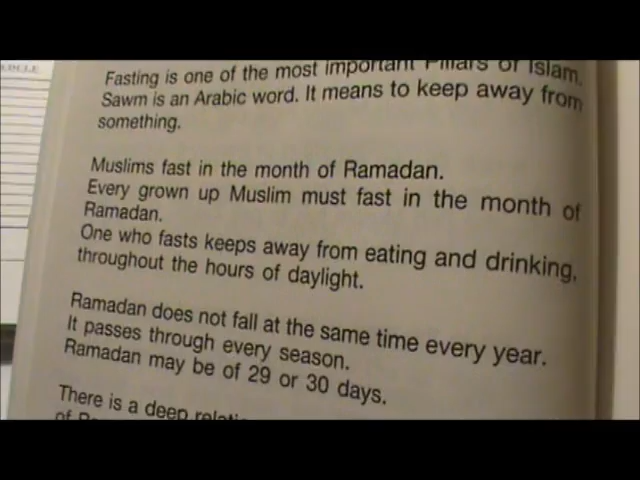 Fasting is one of the most important Pillars of Islam.
Sawm is an Arabic word. It means to keep away from
something.
Muslims fast in the month of Ramadan.
Every grown up Muslim must fast in the month of
Ramadan.
One who fasts keeps away from eating and drinking,
throughout the hours of daylight.
Ramadan does not fall at the same time every year.
It passes through every season.
Ramadan may be of 29 or 30 days.
There is a deep
of